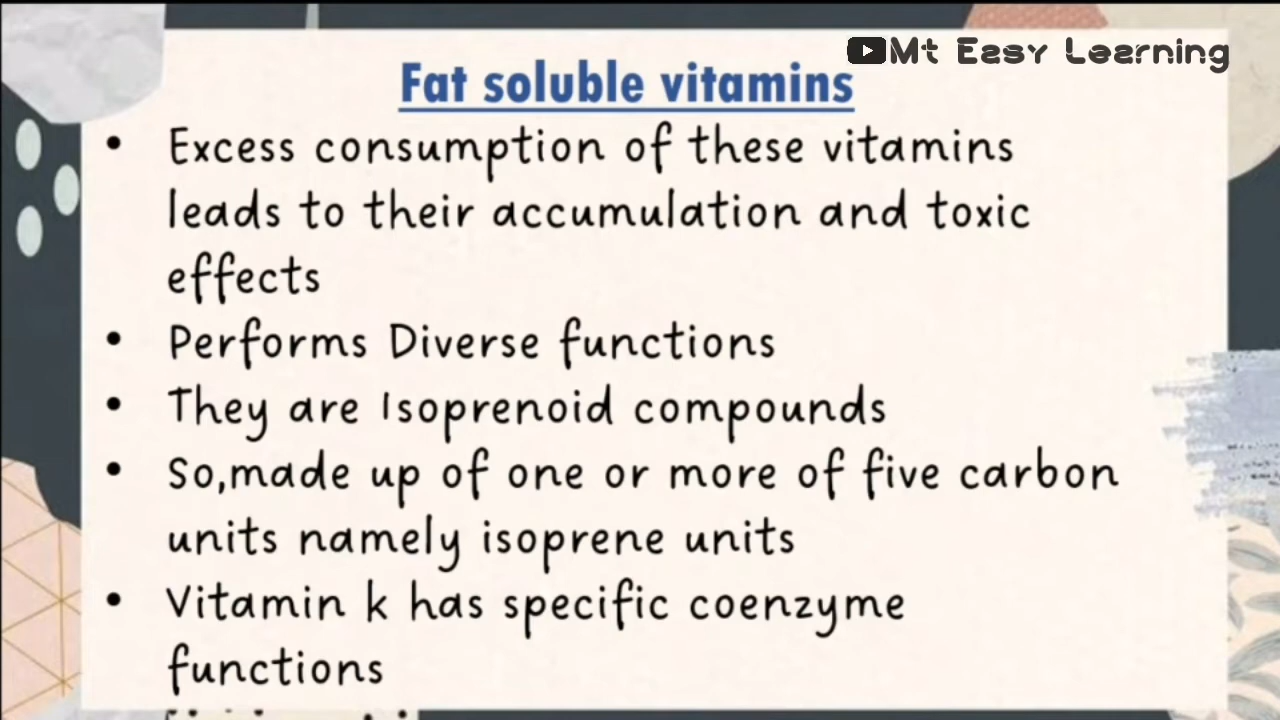 Mt Easy Learning
Fat soluble vitamins
• Excess consumption of these vitamins
leads to their accumulation and toxic
effects
• Performs Diverse functions
• They are Isoprenoid compounds
• So,made up of one or more of five carbon
units namely isoprene units
• Vitamin k has specific coenzyme
functions